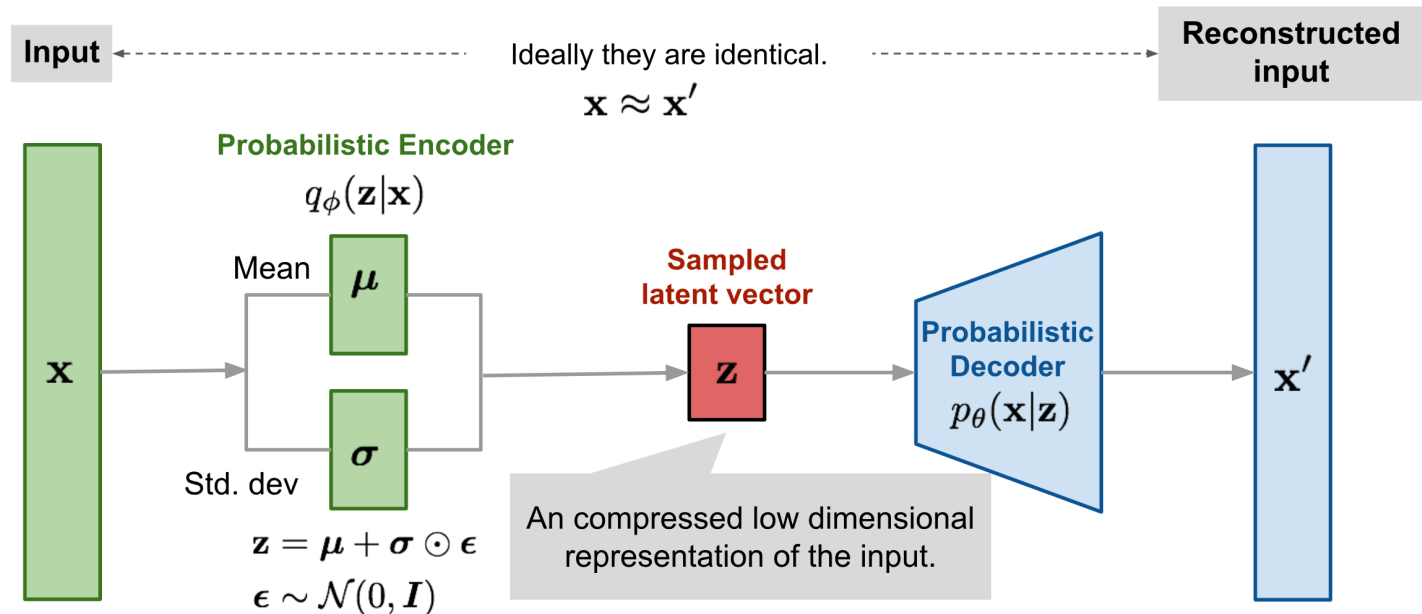 Input
Ideally they are identical.
x ≈ x′
Reconstructed
input
Probabilistic Encoder
qϕ(z|x)
Mean
μ
x
σ
Std. dev
z = μ + σ ⊙ ϵ
ϵ ∼ 𝒩(0, I)
Sampled
latent vector
z
An compressed low dimensional
representation of the input.
Probabilistic
Decoder
pθ(x|z)
x′